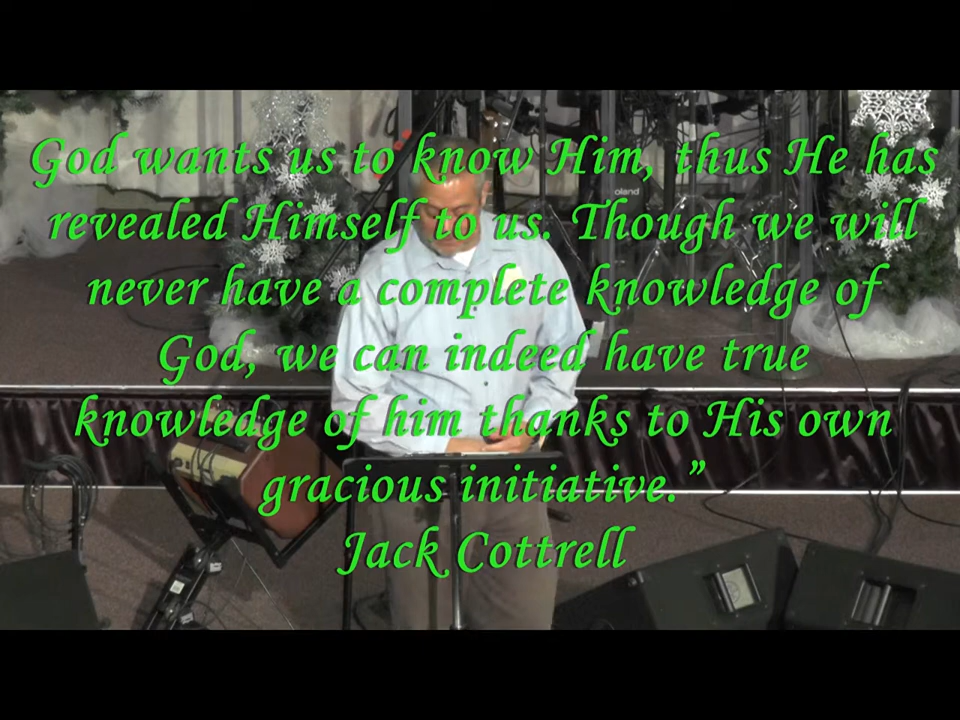 God wants us to know Him, thus He has
revealed Himself to us. Though we will
never have a complete knowledge of
God, we can indeed have true
knowledge of him thanks to His own
gracious initiative.”
Jack Cottrell
oland